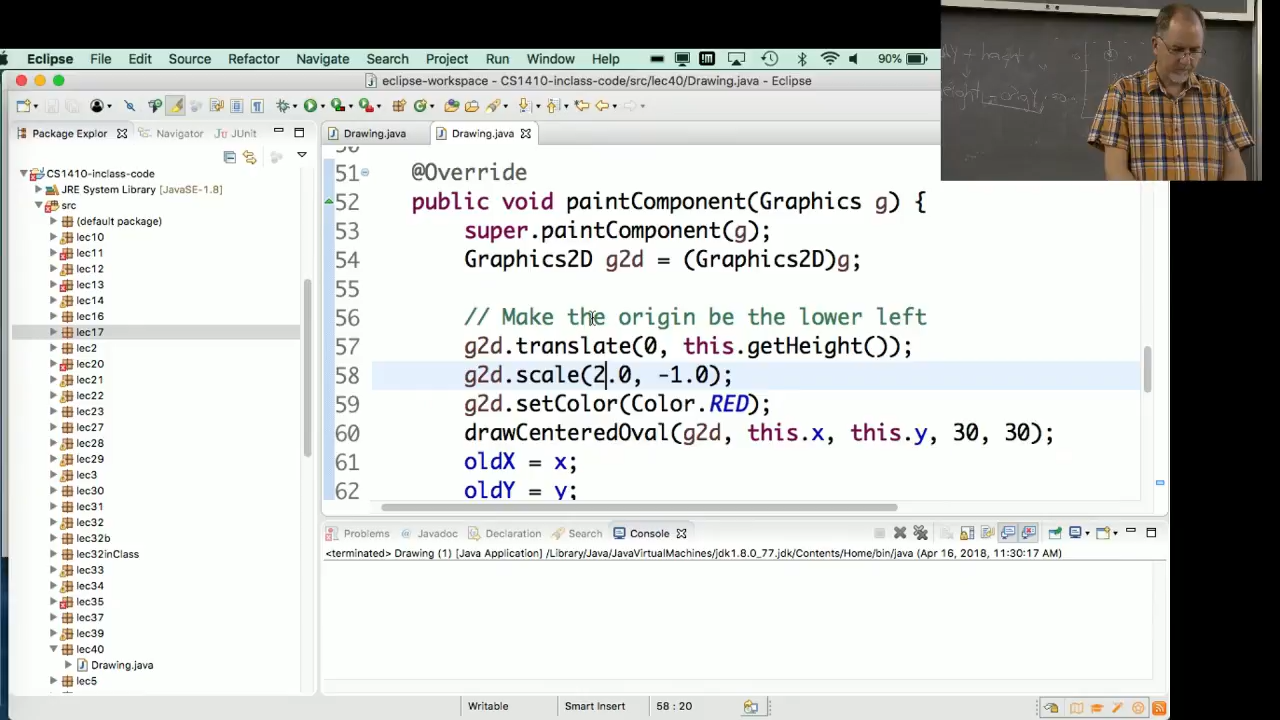 Eclipse File Edit Source Refactor Navigate Search Project Run Window Help 90%
eclipse-workspace - CS1410-inclass-code/src/lec40/Drawing.java - Eclipse
Package Explor Navigator JUnit
Drawing.java Drawing.java
CS1410-inclass-code
JRE System Library [JavaSE-1.8]
src
(default package)
lec10
lec11
lec12
lec13
lec14
lec16
lec17
lec2
lec20
lec21
lec22
lec23
lec27
lec28
lec29
lec3
lec30
lec31
lec32
lec32b
lec32inClass
lec33
lec34
lec35
lec37
lec39
lec40
Drawing.java
lec5
51 @Override
52 public void paintComponent(Graphics g) {
53 super.paintComponent(g);
54 Graphics2D g2d = (Graphics2D)g;
55
56 // Make the origin be the lower left
57 g2d.translate(0, this.getHeight());
58 g2d.scale(2.0, -1.0);
59 g2d.setColor(Color.RED);
60 drawCenteredOval(g2d, this.x, this.y, 30, 30);
61 oldX = x;
62 oldY = y;
Problems Javadoc Declaration Search Console
<terminated> Drawing (1) [Java Application] /Library/Java/JavaVirtualMachines/jdk1.8.0_77.jdk/Contents/Home/bin/java (Apr 16, 2018, 11:30:17 AM)
Writable Smart Insert 58 : 20